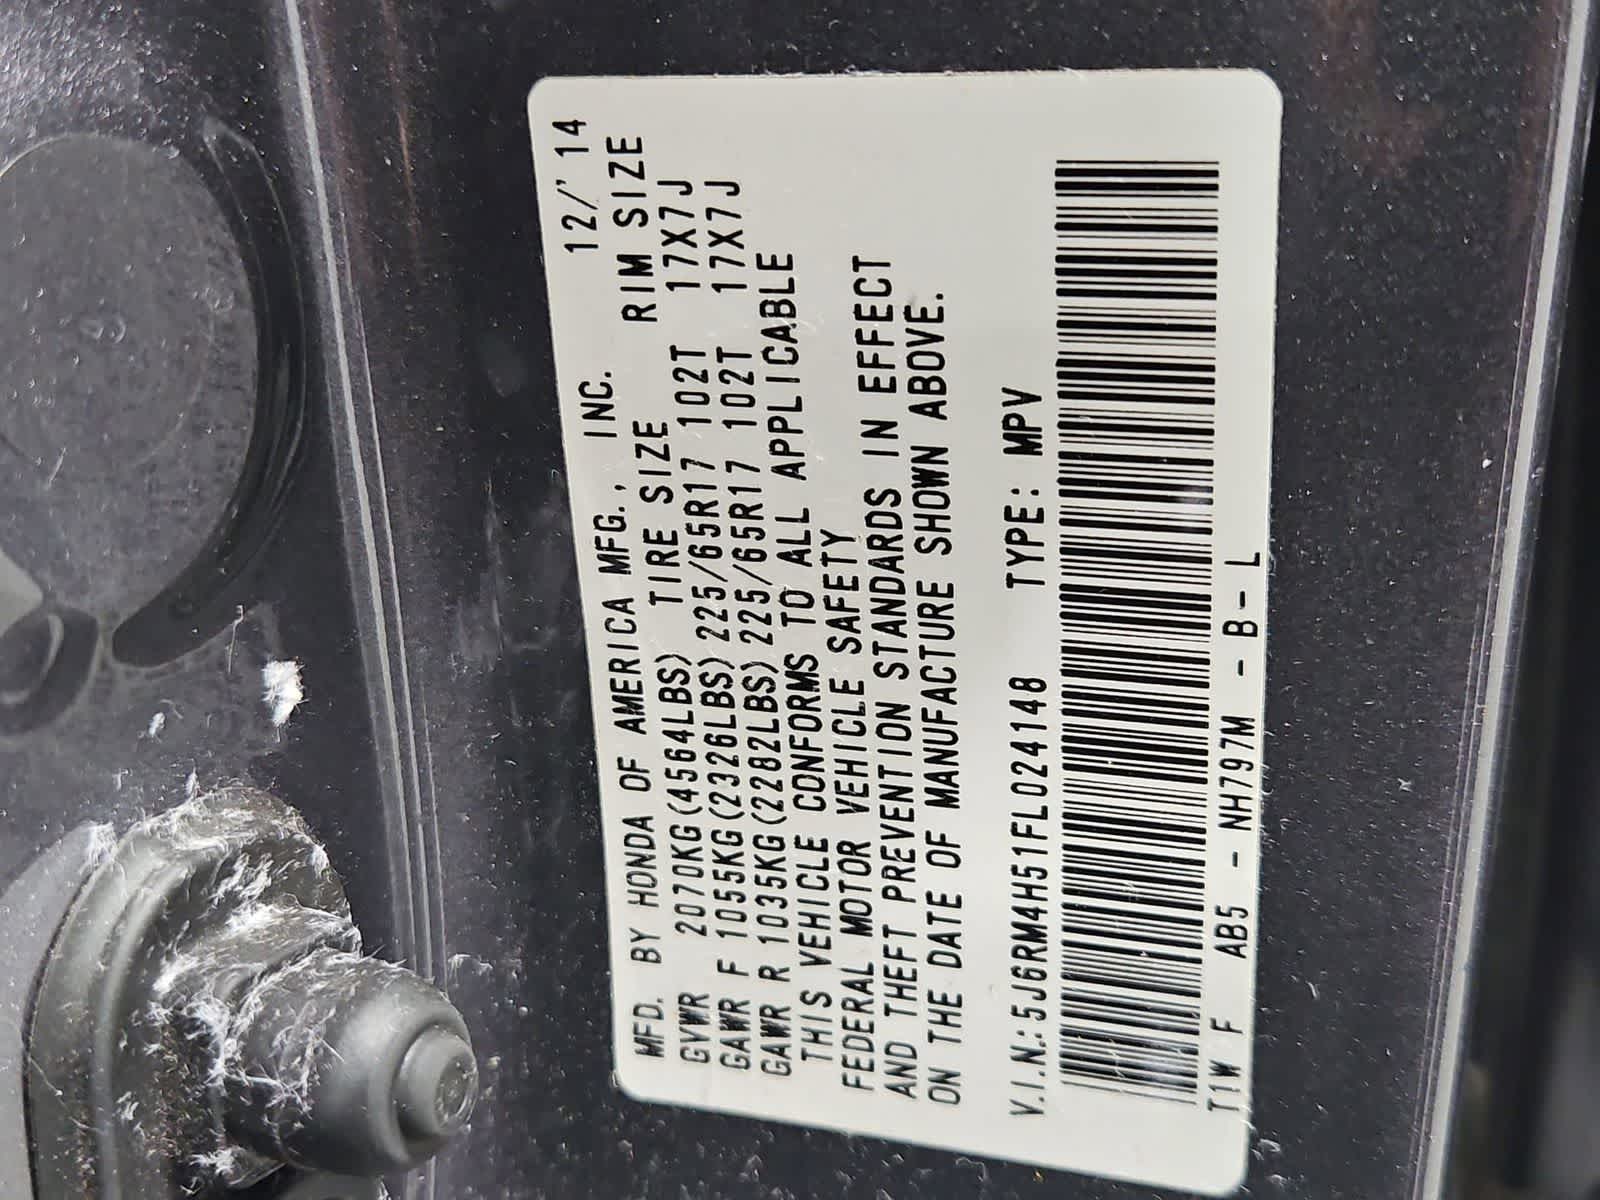 MFD. BY HONDA OF AMERICA MFG., INC. 12/'14
GVWR 2070KG(4564LBS) TIRE SIZE RIM SIZE
GAWR F 1055KG(2326LBS) 225/65R17 102T 17X7J
GAWR R 1035KG(2282LBS) 225/65R17 102T 17X7J
THIS VEHICLE CONFORMS TO ALL APPLICABLE
FEDERAL MOTOR VEHICLE SAFETY
AND THEFT PREVENTION STANDARDS IN EFFECT
ON THE DATE OF MANUFACTURE SHOWN ABOVE.
V.I.N.:5J6RM4H51FL024148 TYPE: MPV
T1W F AB5 - NH797M - B-L